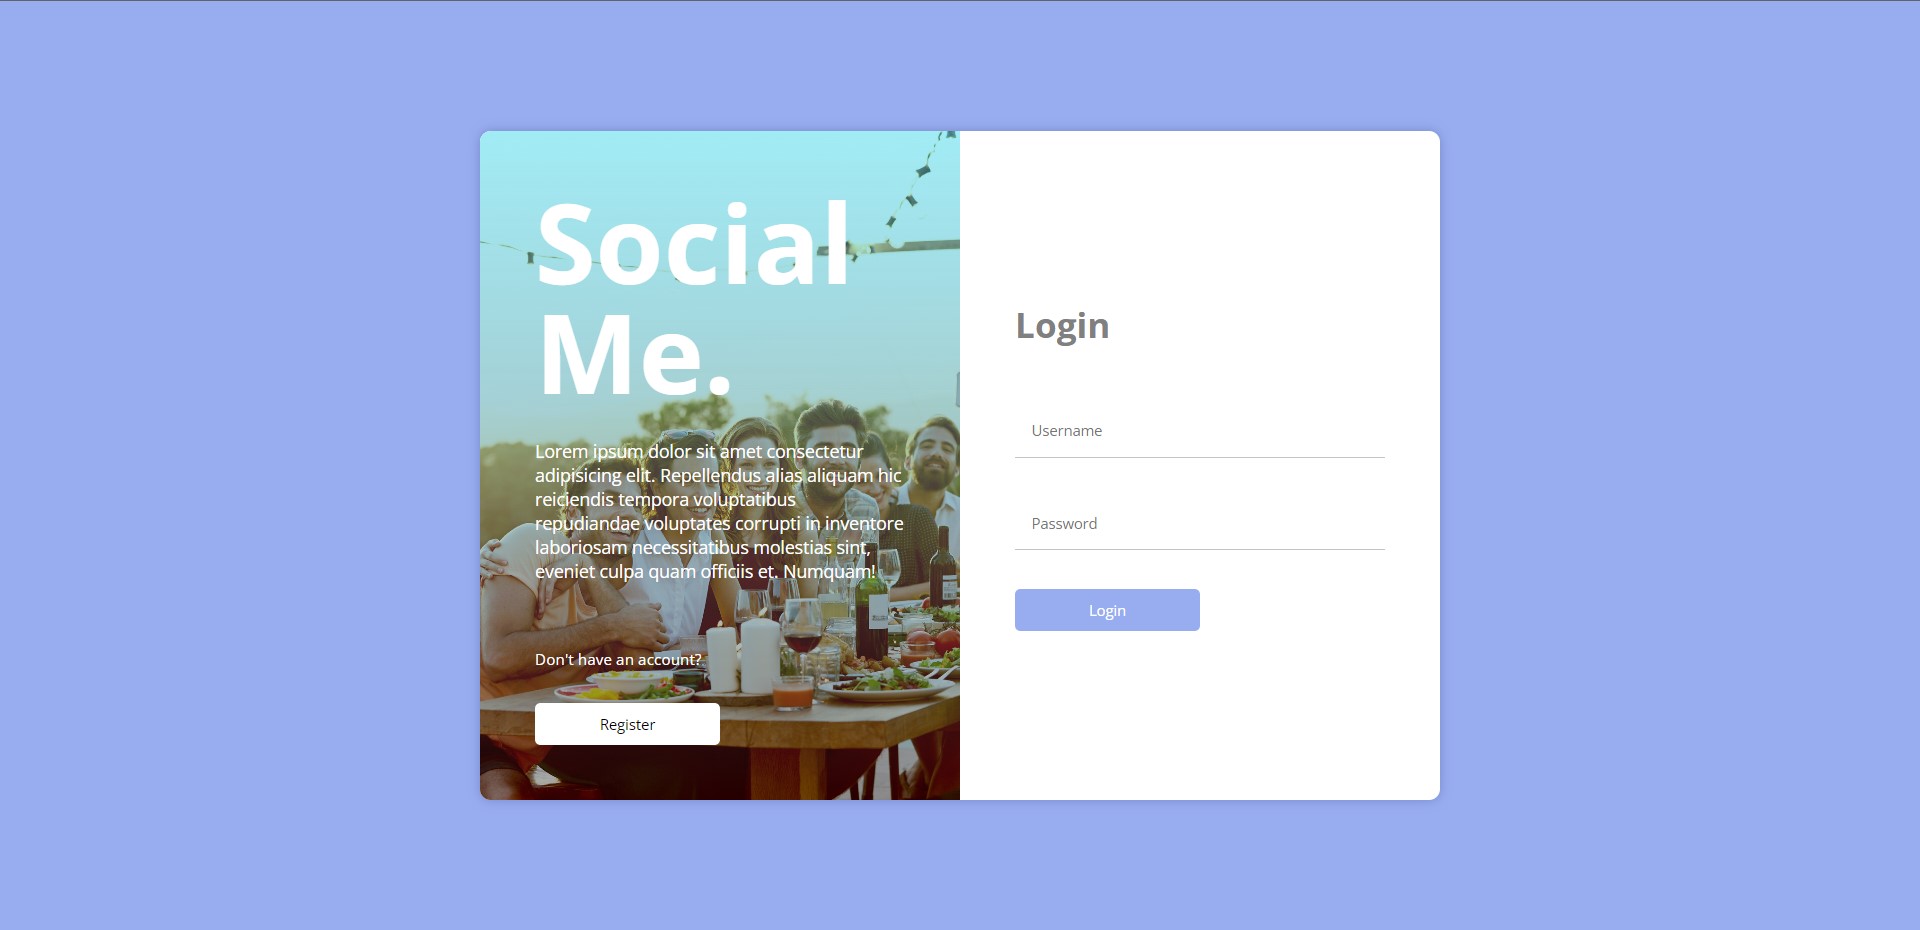 Social
Me.
Lorem ipsum dolor sit amet consectetur
adipisicing elit. Repellendus alias aliquam hic
reiciendis tempora voluptatibus
repudiandae voluptates corrupti in inventore
laboriosam necessitatibus molestias sint,
eveniet culpa quam officiis et. Numquam!
Don't have an account?
Register
Login
Username
Password
Login